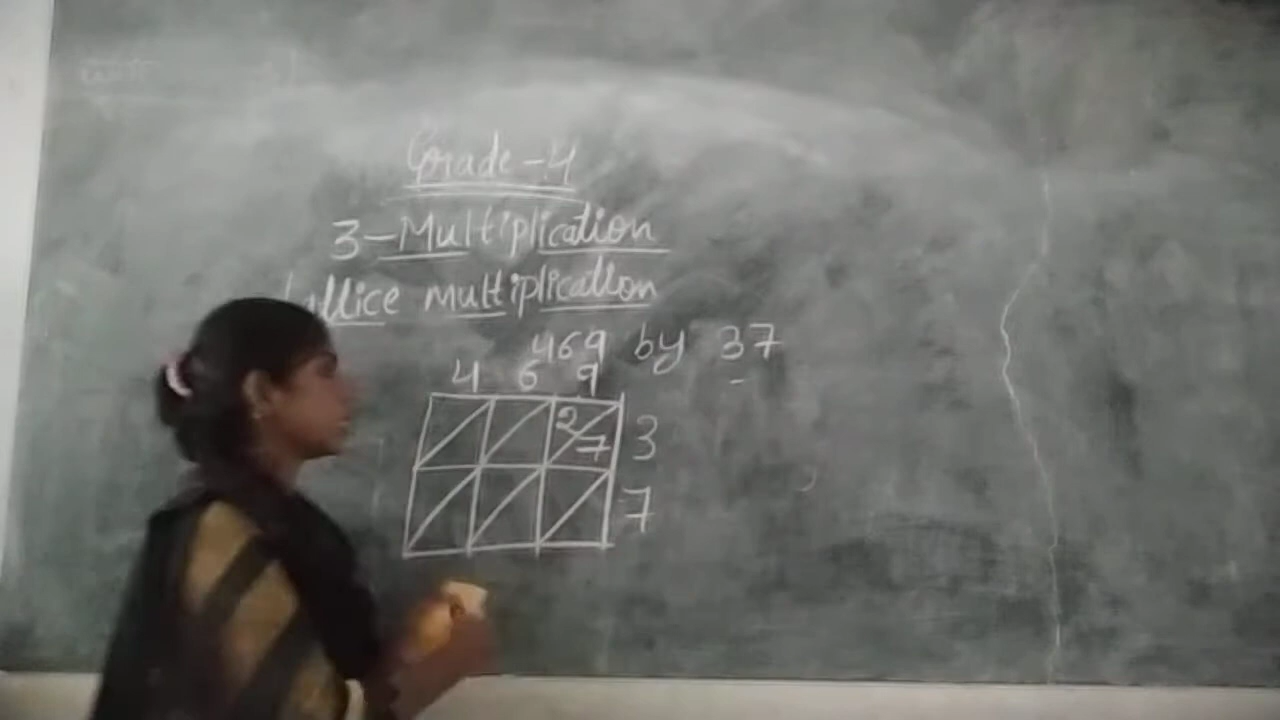 Grade-4
3-Multiplication
Lattice multiplication
469 by 37
4 6 9
2 7 3
7